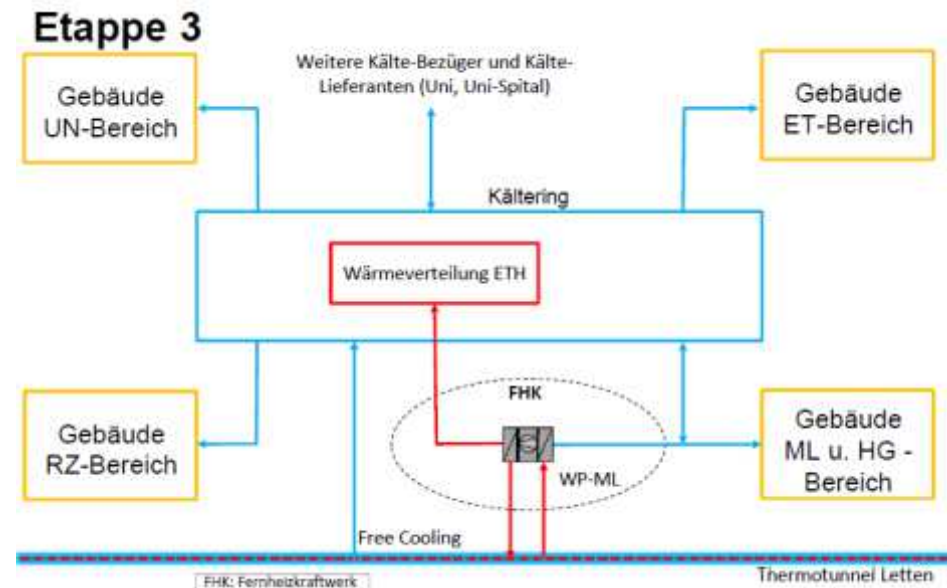 Etappe 3
Gebäude
UN-Bereich
Weitere Kälte-Bezüger und Kälte-
Lieferanten (Uni, Uni-Spital)
Gebäude
ET-Bereich
Kältering
Wärmeverteilung ETH
FHK
Gebäude
RZ-Bereich
WP-ML
Gebäude
ML u. HG -
Bereich
Free Cooling
Thermotunnel Letten
FHK: Fernheizkraftwerk